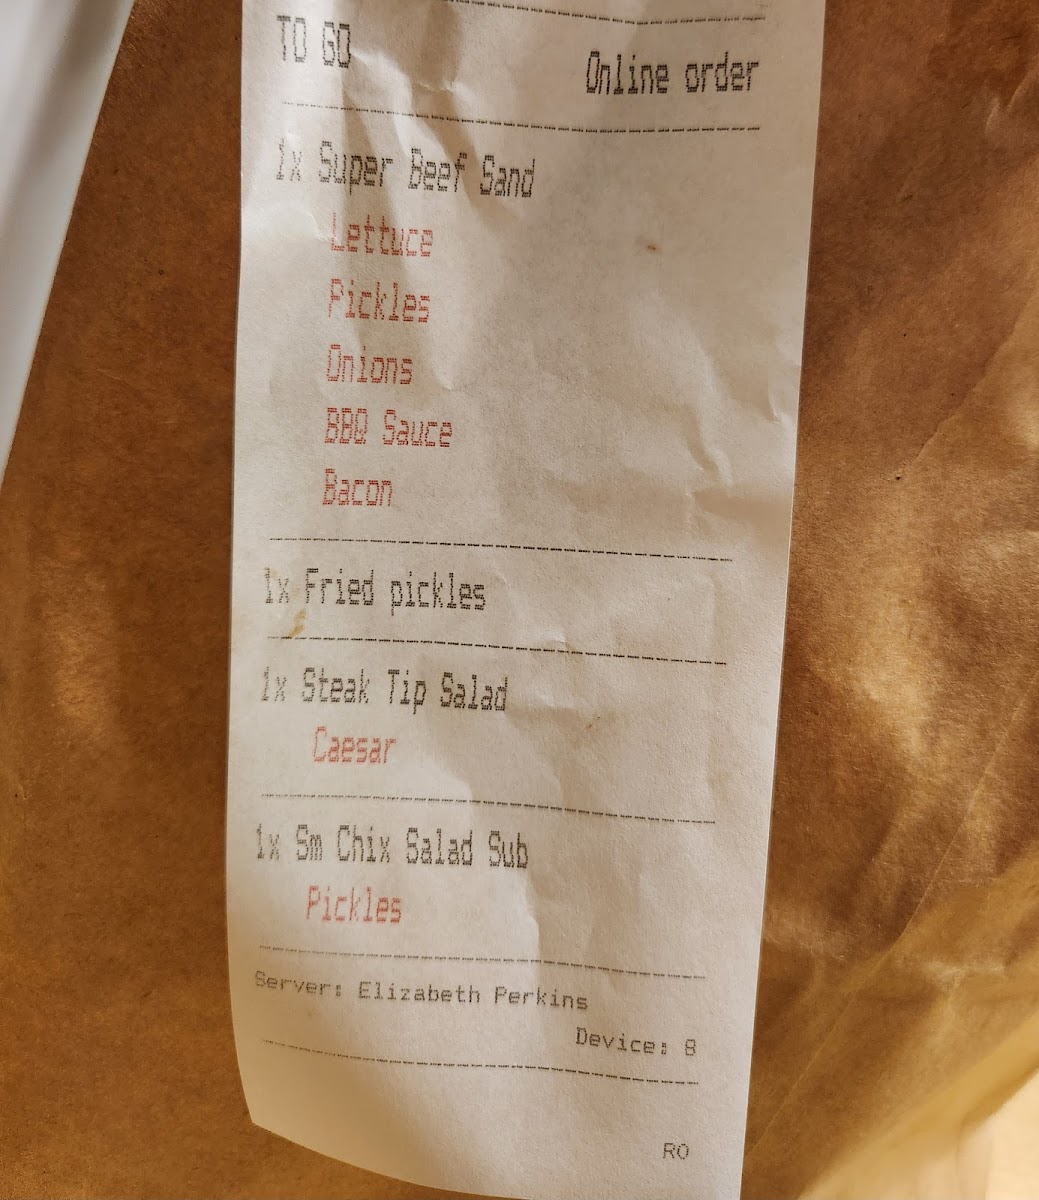 TO GO
Online order
1x Super Beef Sand
Lettuce
Pickles
Onions
BBQ Sauce
Bacon
1x Fried pickles
1x Steak Tip Salad
Caesar
1x Sm Chix Salad Sub
Pickles
Server: Elizabeth Perkins
Device: 8
RO